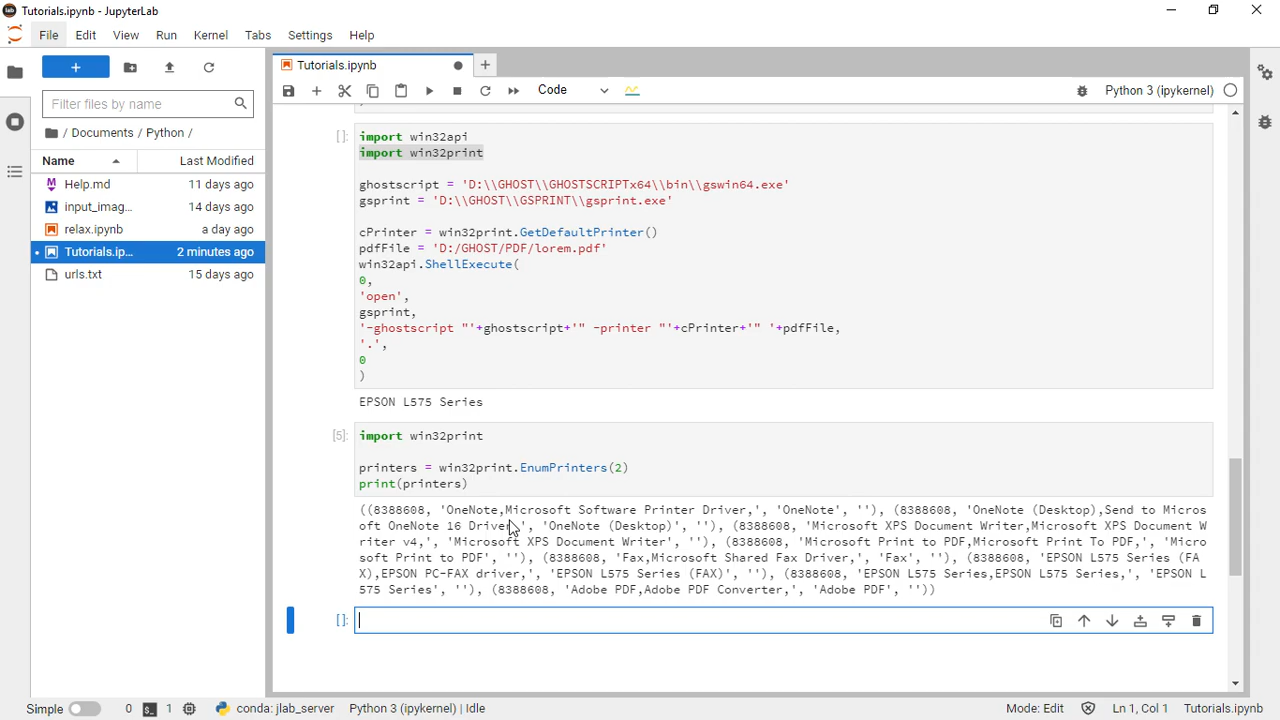 Tutorials.ipynb - JupyterLab
File Edit View Run Kernel Tabs Settings Help
Tutorials.ipynb
Filter files by name
Code
Python 3 (ipykernel)
/ Documents / Python /
Name Last Modified
Help.md 11 days ago
input_imag... 14 days ago
relax.ipynb a day ago
Tutorials.ip... 2 minutes ago
urls.txt 15 days ago
[ ]: import win32api
import win32print
ghostscript = 'D:\\GHOST\\GHOSTSCRIPTx64\\bin\\gswin64.exe'
gsprint = 'D:\\GHOST\\GSPRINT\\gsprint.exe'
cPrinter = win32print.GetDefaultPrinter()
pdfFile = 'D:/GHOST/PDF/lorem.pdf'
win32api.ShellExecute(
0,
'open',
gsprint,
'-ghostscript "'+ghostscript+'" -printer "'+cPrinter+'" '+pdfFile,
'.',
0
)
EPSON L575 Series
[5]: import win32print
printers = win32print.EnumPrinters(2)
print(printers)
((8388608, 'OneNote,Microsoft Software Printer Driver,', 'OneNote', ''), (8388608, 'OneNote (Desktop),Send to Micros
oft OneNote 16 Driver,', 'OneNote (Desktop)', ''), (8388608, 'Microsoft XPS Document Writer,Microsoft XPS Document W
riter v4,', 'Microsoft XPS Document Writer', ''), (8388608, 'Microsoft Print to PDF,Microsoft Print To PDF,', 'Micro
soft Print to PDF', ''), (8388608, 'Fax,Microsoft Shared Fax Driver,', 'Fax', ''), (8388608, 'EPSON L575 Series (FA
X),EPSON PC-FAX driver,', 'EPSON L575 Series (FAX)', ''), (8388608, 'EPSON L575 Series,EPSON L575 Series,', 'EPSON L
575 Series', ''), (8388608, 'Adobe PDF,Adobe PDF Converter,', 'Adobe PDF', ''))
[ ]:
Simple 0 1 conda: jlab_server Python 3 (ipykernel) | Idle Mode: Edit Ln 1, Col 1 Tutorials.ipynb